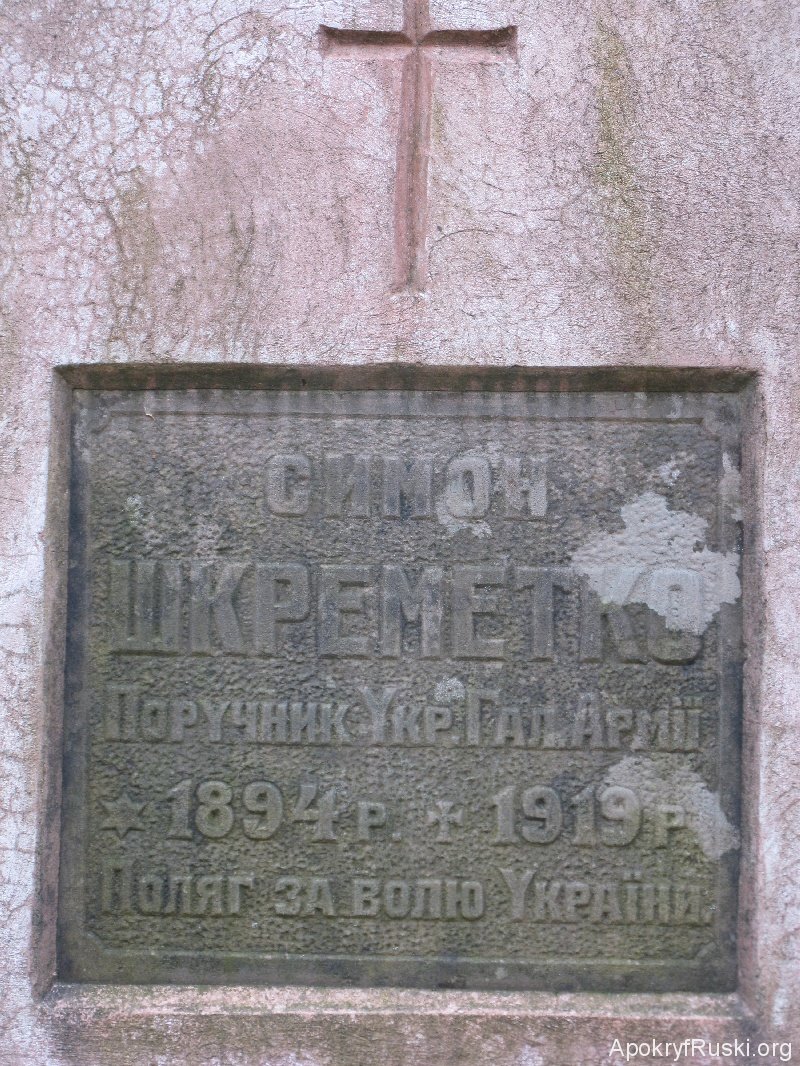 СИМОН
ШКРЕМЕТКО
Поручник Укр. Гал. Армії
1894 р. 1919 р
Поляг за волю України.
ApokryfRuski.org